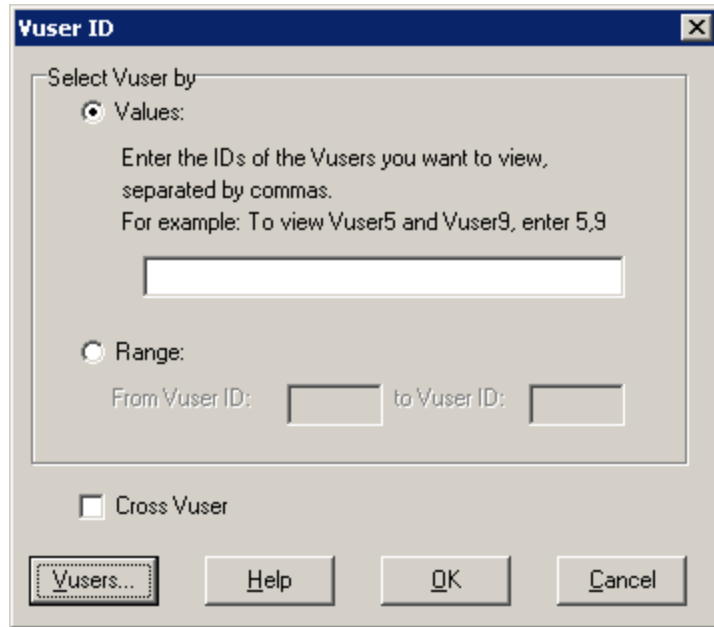 Vuser ID
Select Vuser by
Values:
Enter the IDs of the Vusers you want to view,
separated by commas.
For example: To view Vuser5 and Vuser9, enter 5,9
Range:
From Vuser ID: to Vuser ID:
Cross Vuser
Vusers... Help OK Cancel